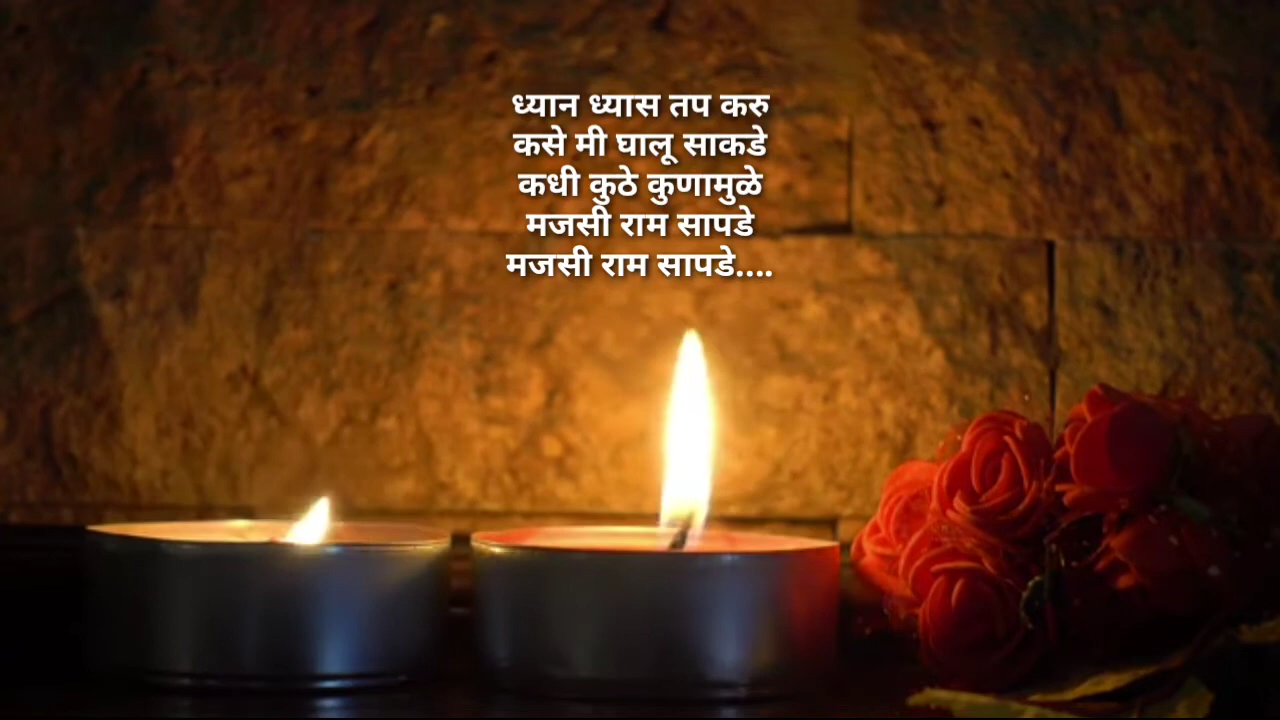 ध्यान ध्यास तप करु
कसे मी घालू साकडे
कधी कुठे कुणामुळे
मजसी राम सापडे
मजसी राम सापडे....